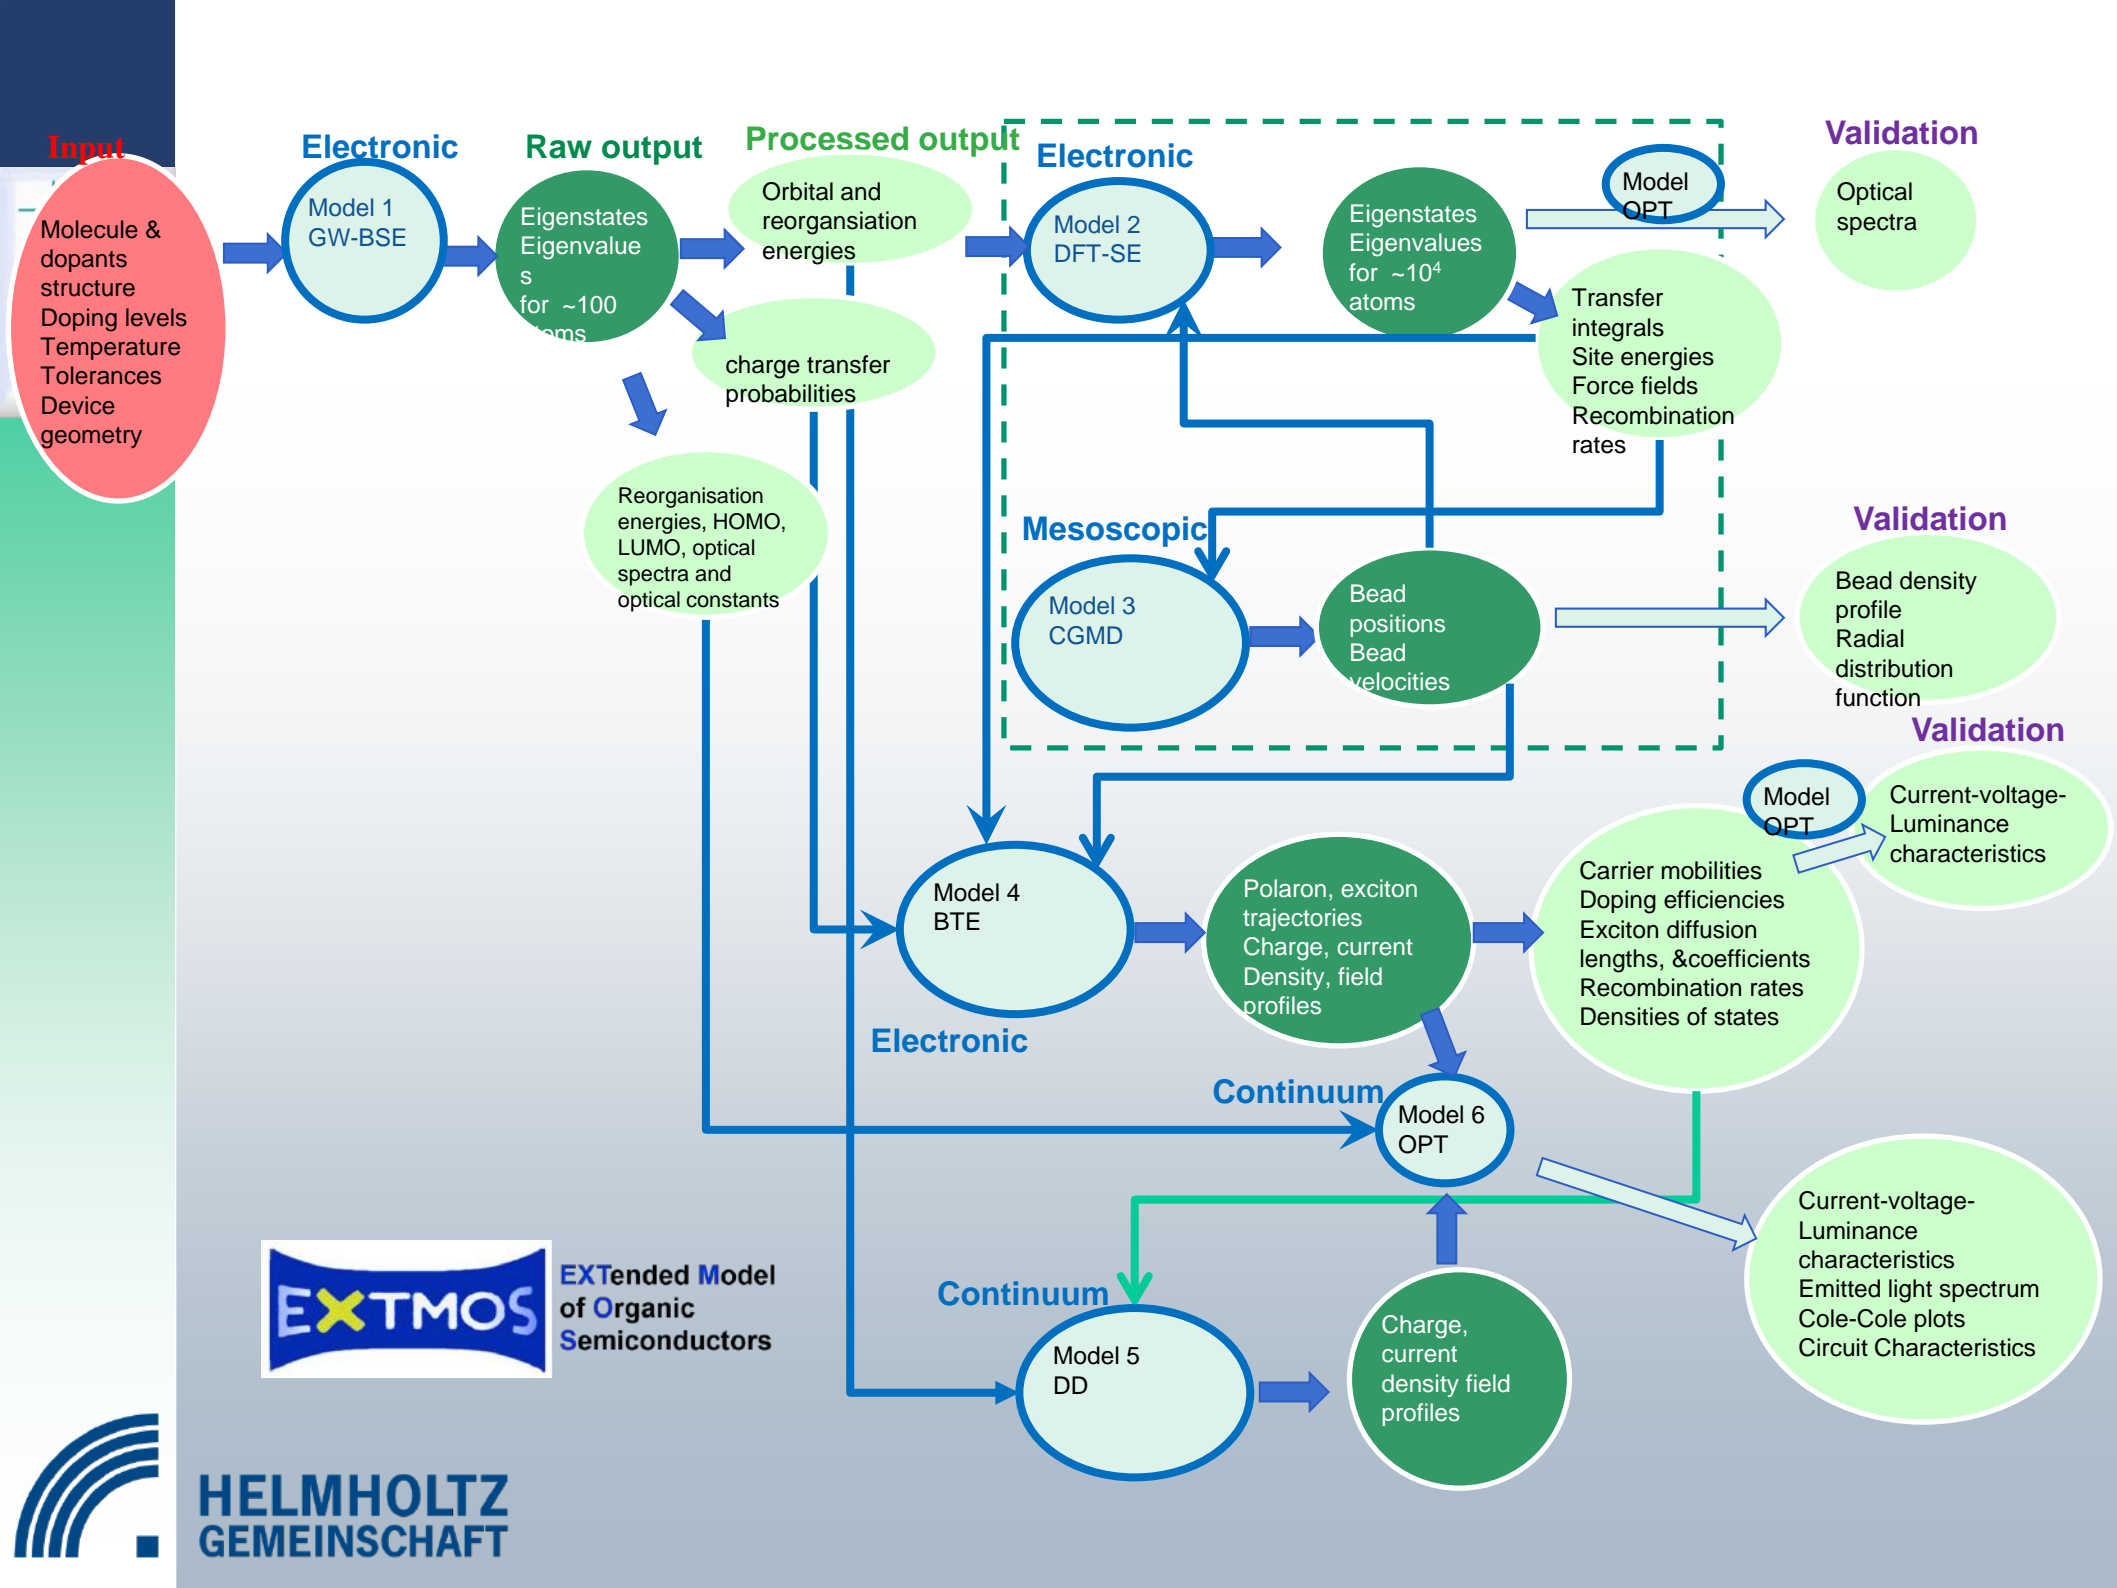 Input
Molecule &
dopants
structure
Doping levels
Temperature
Tolerances
Device
geometry
Electronic
Model 1
GW-BSE
Raw output
Eigenstates
Eigenvalue
s
for ~100
atoms
Processed output
Orbital and
reorgansiation
energies
charge transfer
probabilities
Reorganisation
energies, HOMO,
LUMO, optical
spectra and
optical constants
Electronic
Model 2
DFT-SE
Eigenstates
Eigenvalues
for ~10⁴
atoms
Model
OPT
Validation
Optical
spectra
Transfer
integrals
Site energies
Force fields
Recombination
rates
Mesoscopic
Model 3
CGMD
Bead
positions
Bead
velocities
Validation
Bead density
profile
Radial
distribution
function
Validation
Model
OPT
Current-voltage-
Luminance
characteristics
Model 4
BTE
Electronic
Polaron, exciton
trajectories
Charge, current
Density, field
profiles
Carrier mobilities
Doping efficiencies
Exciton diffusion
lengths, &coefficients
Recombination rates
Densities of states
Continuum
Model 6
OPT
Current-voltage-
Luminance
characteristics
Emitted light spectrum
Cole-Cole plots
Circuit Characteristics
Continuum
Model 5
DD
Charge,
current
density field
profiles
EXTMOS
EXTended Model
of Organic
Semiconductors
HELMHOLTZ
GEMEINSCHAFT